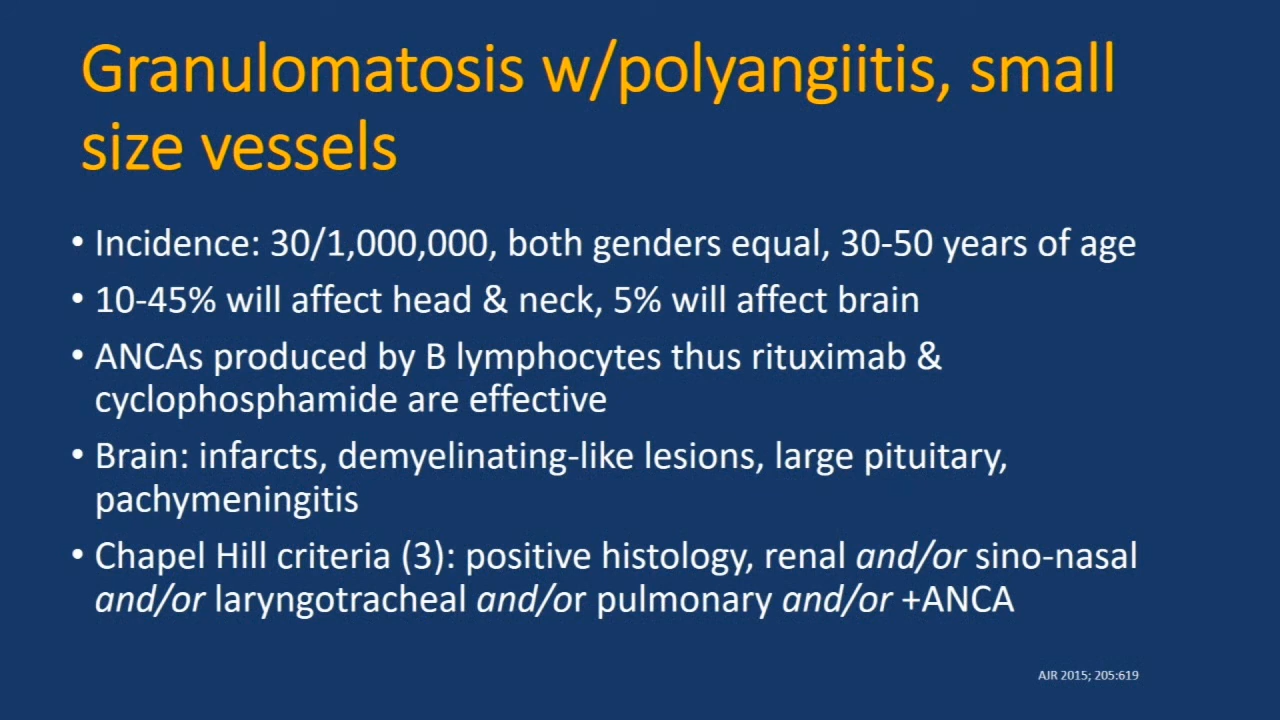 Granulomatosis w/polyangiitis, small
size vessels
• Incidence: 30/1,000,000, both genders equal, 30-50 years of age
• 10-45% will affect head & neck, 5% will affect brain
• ANCAs produced by B lymphocytes thus rituximab &
cyclophosphamide are effective
• Brain: infarcts, demyelinating-like lesions, large pituitary,
pachymeningitis
• Chapel Hill criteria (3): positive histology, renal and/or sino-nasal
and/or laryngotracheal and/or pulmonary and/or +ANCA
AJR 2015; 205:619